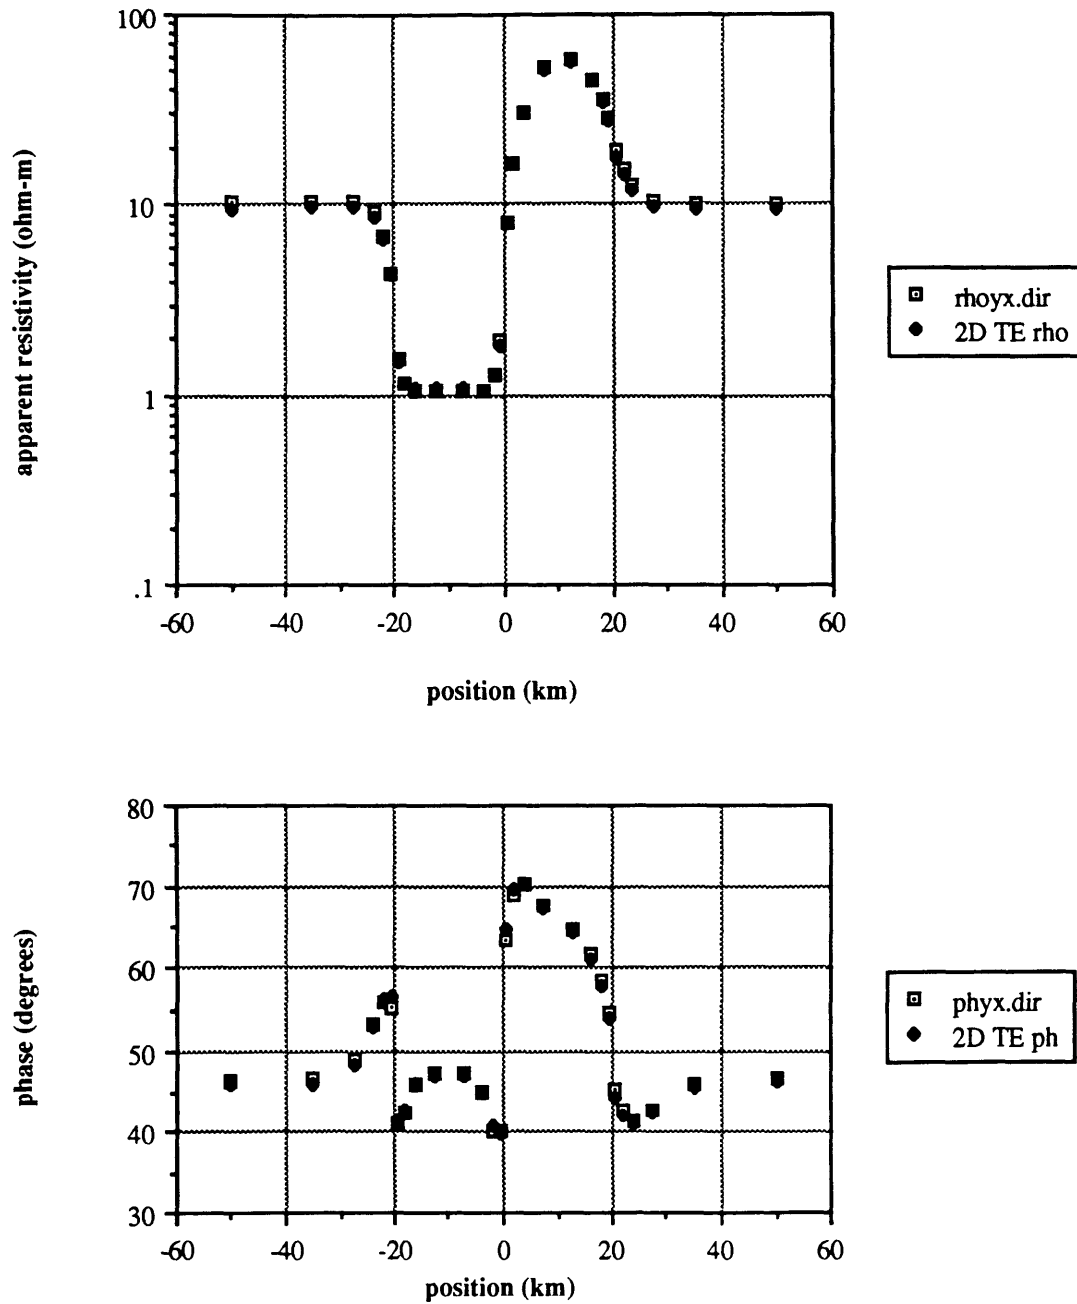 100
10
1
.1
apparent resistivity (ohm-m)
-60 -40 -20 0 20 40 60
position (km)
rhoyx.dir
2D TE rho
80
70
60
50
40
30
phase (degrees)
-60 -40 -20 0 20 40 60
position (km)
phyx.dir
2D TE ph